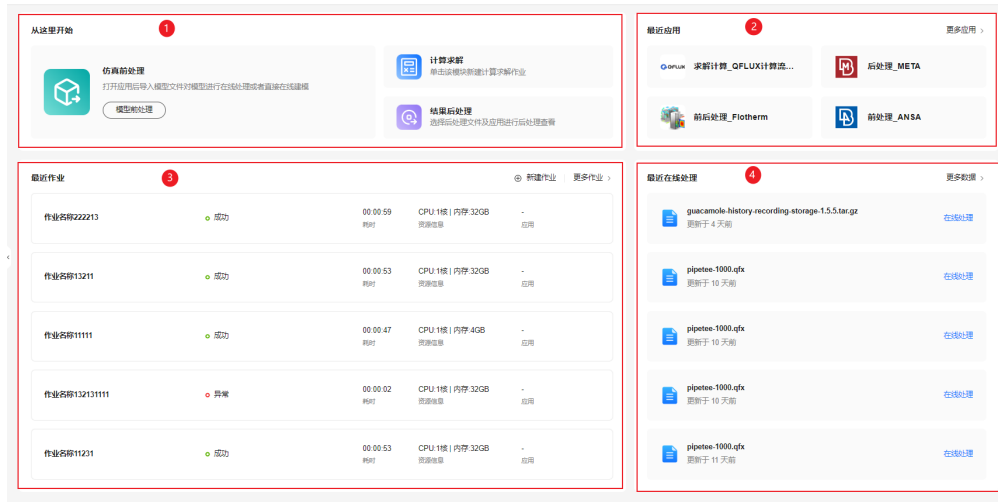 从这里开始
1
仿真前处理
打开应用后导入模型文件对模型进行在线处理或者直接在线建模
模型前处理
计算求解
单击该模块新建计算求解作业
结果后处理
选择后处理文件及应用进行后处理查看
最近应用
2
更多应用 >
QFLUX 求解计算_QFLUX计算流...
后处理_META
前后处理_Flotherm
前处理_ANSA
最近作业
3
新建作业 更多作业 >
作业名称222213 成功 00:00:59 CPU:1核 | 内存:32GB -
耗时 资源信息 应用
作业名称13211 成功 00:00:53 CPU:1核 | 内存:32GB -
耗时 资源信息 应用
作业名称11111 成功 00:00:47 CPU:1核 | 内存:4GB -
耗时 资源信息 应用
作业名称132131111 异常 00:00:02 CPU:1核 | 内存:32GB -
耗时 资源信息 应用
作业名称11231 成功 00:00:53 CPU:1核 | 内存:32GB -
耗时 资源信息 应用
最近在线处理
4
更多数据 >
guacamole-history-recording-storage-1.5.5.tar.gz
更新于 4 天前
在线处理
pipetee-1000.qfx
更新于 10 天前
在线处理
pipetee-1000.qfx
更新于 10 天前
在线处理
pipetee-1000.qfx
更新于 10 天前
在线处理
pipetee-1000.qfx
更新于 11 天前
在线处理